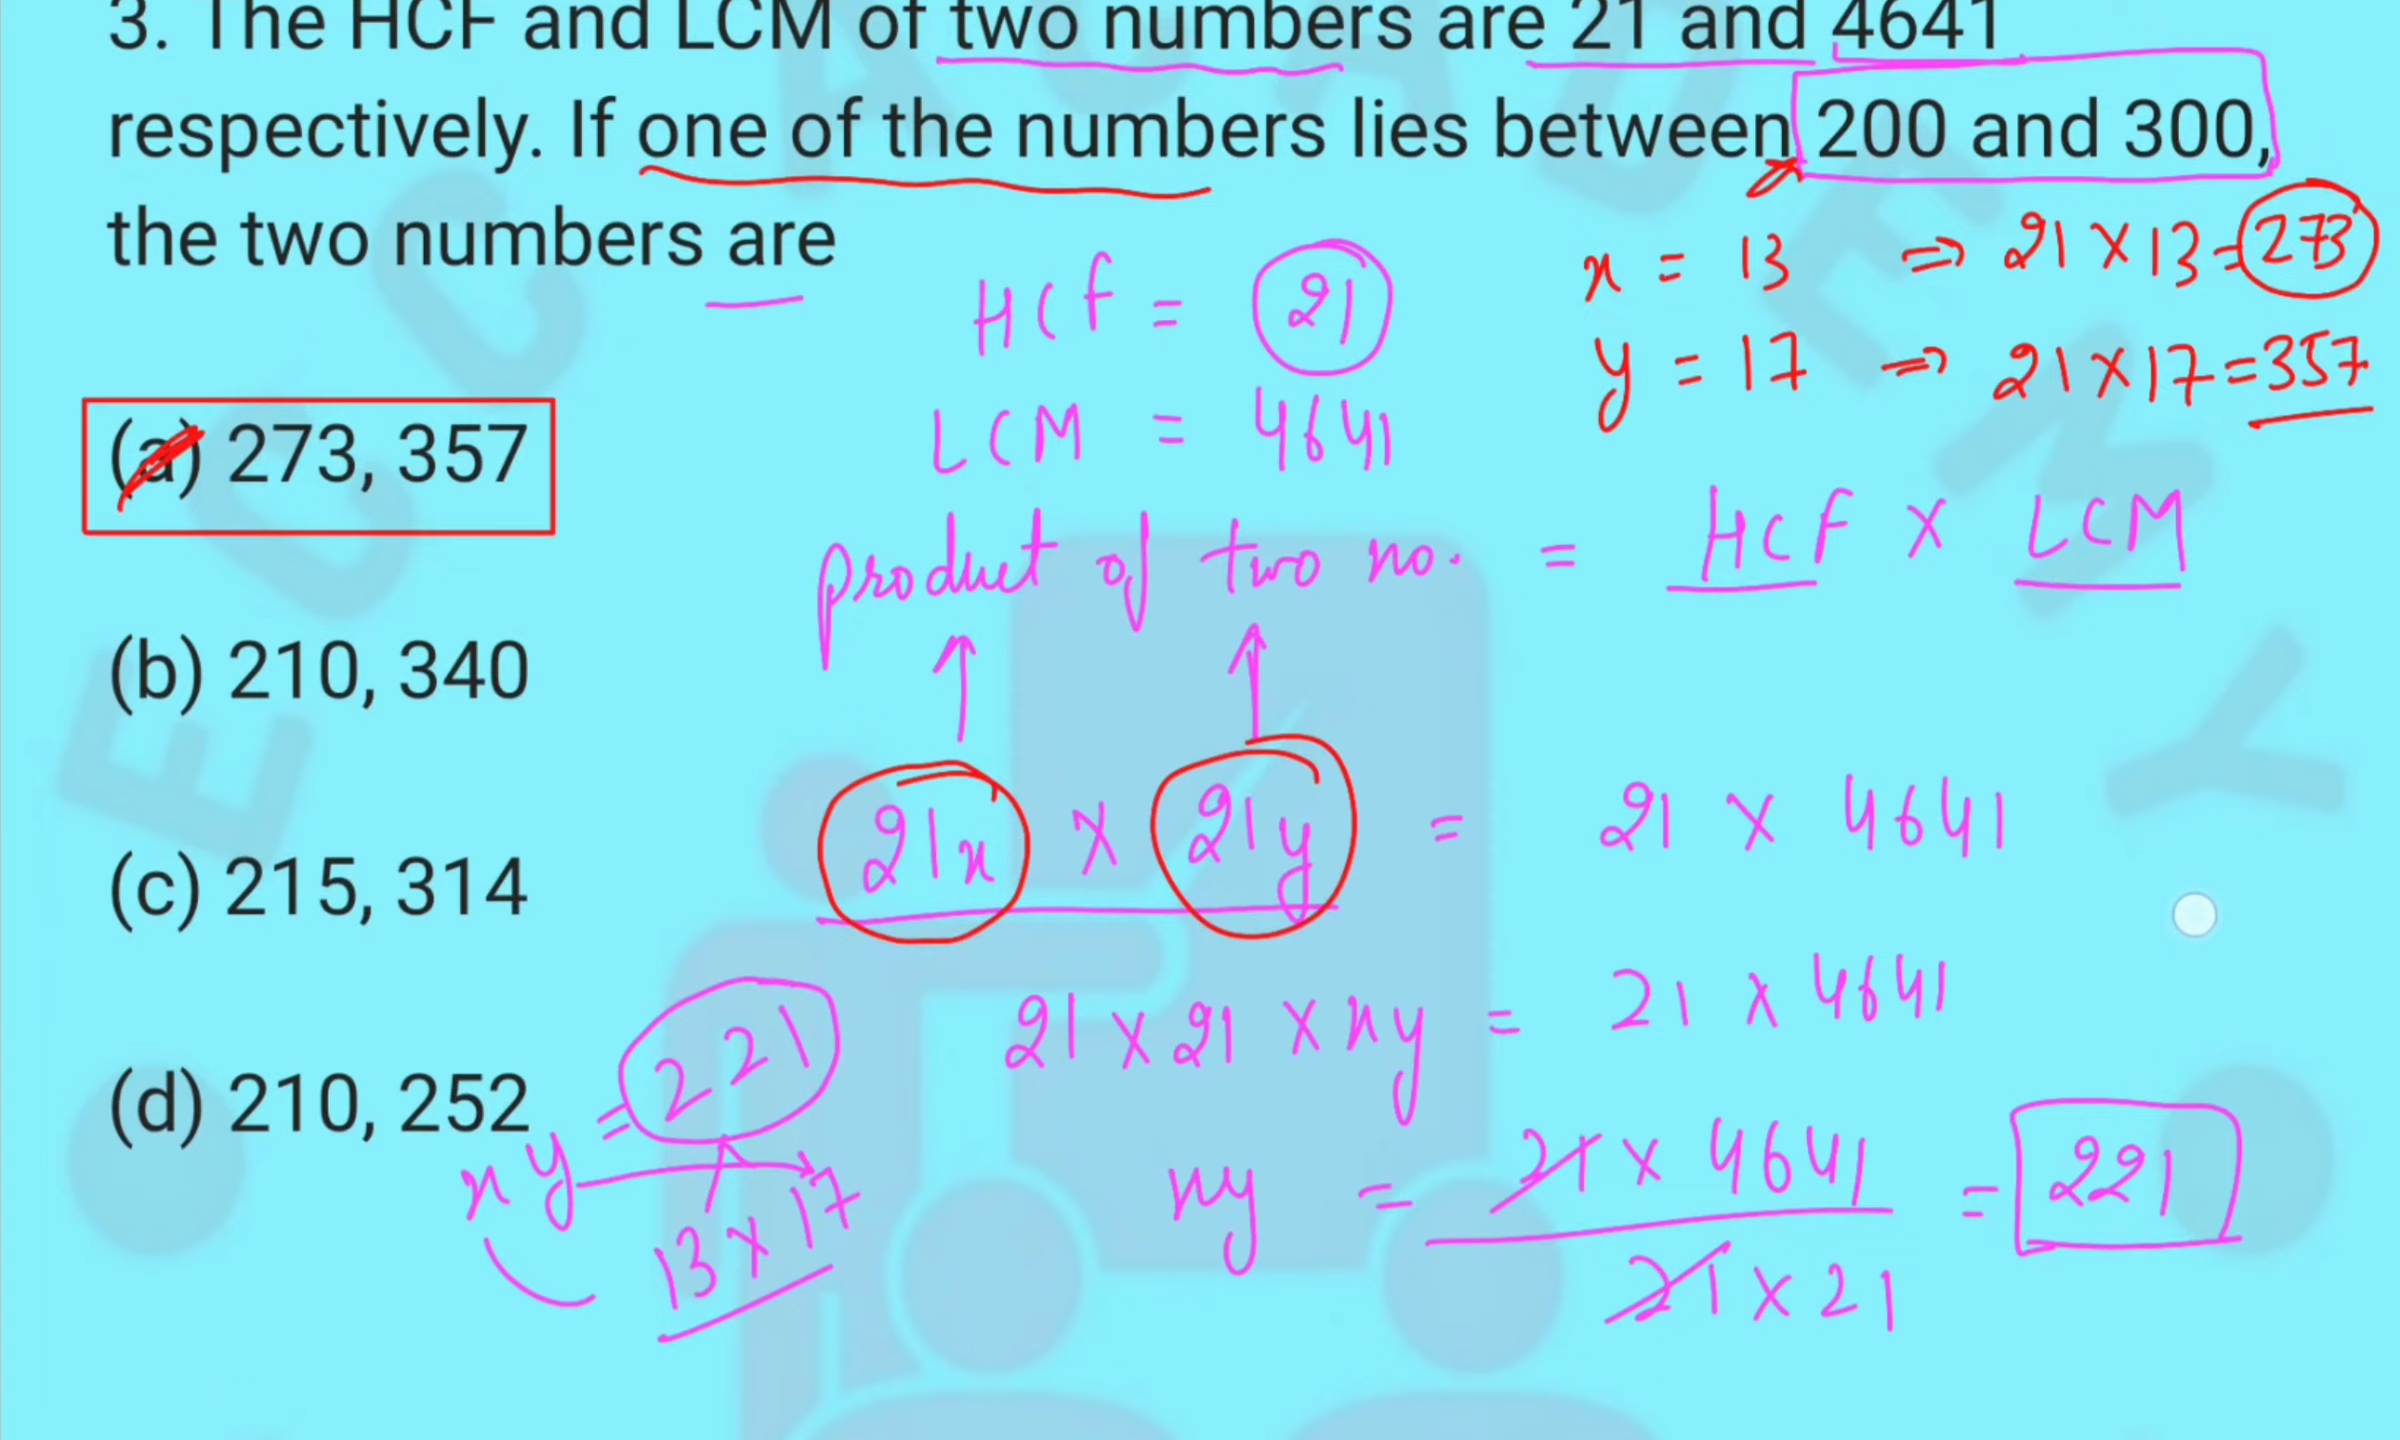 3. The HCF and LCM of two numbers are 21 and 4641
respectively. If one of the numbers lies between 200 and 300,
the two numbers are
x = 13 ⇒ 21 × 13 = 273
y = 17 ⇒ 21 × 17 = 357
HCF = 21
LCM = 4641
(a) 273, 357
product of two no. = HCF × LCM
(b) 210, 340
21x × 21y = 21 × 4641
(c) 215, 314
21 × 21 × xy = 21 × 4641
(d) 210, 252
xy = 221
13 × 17
xy = 21 × 4641 / 21 × 21 = 221
ECCC ACADEMY